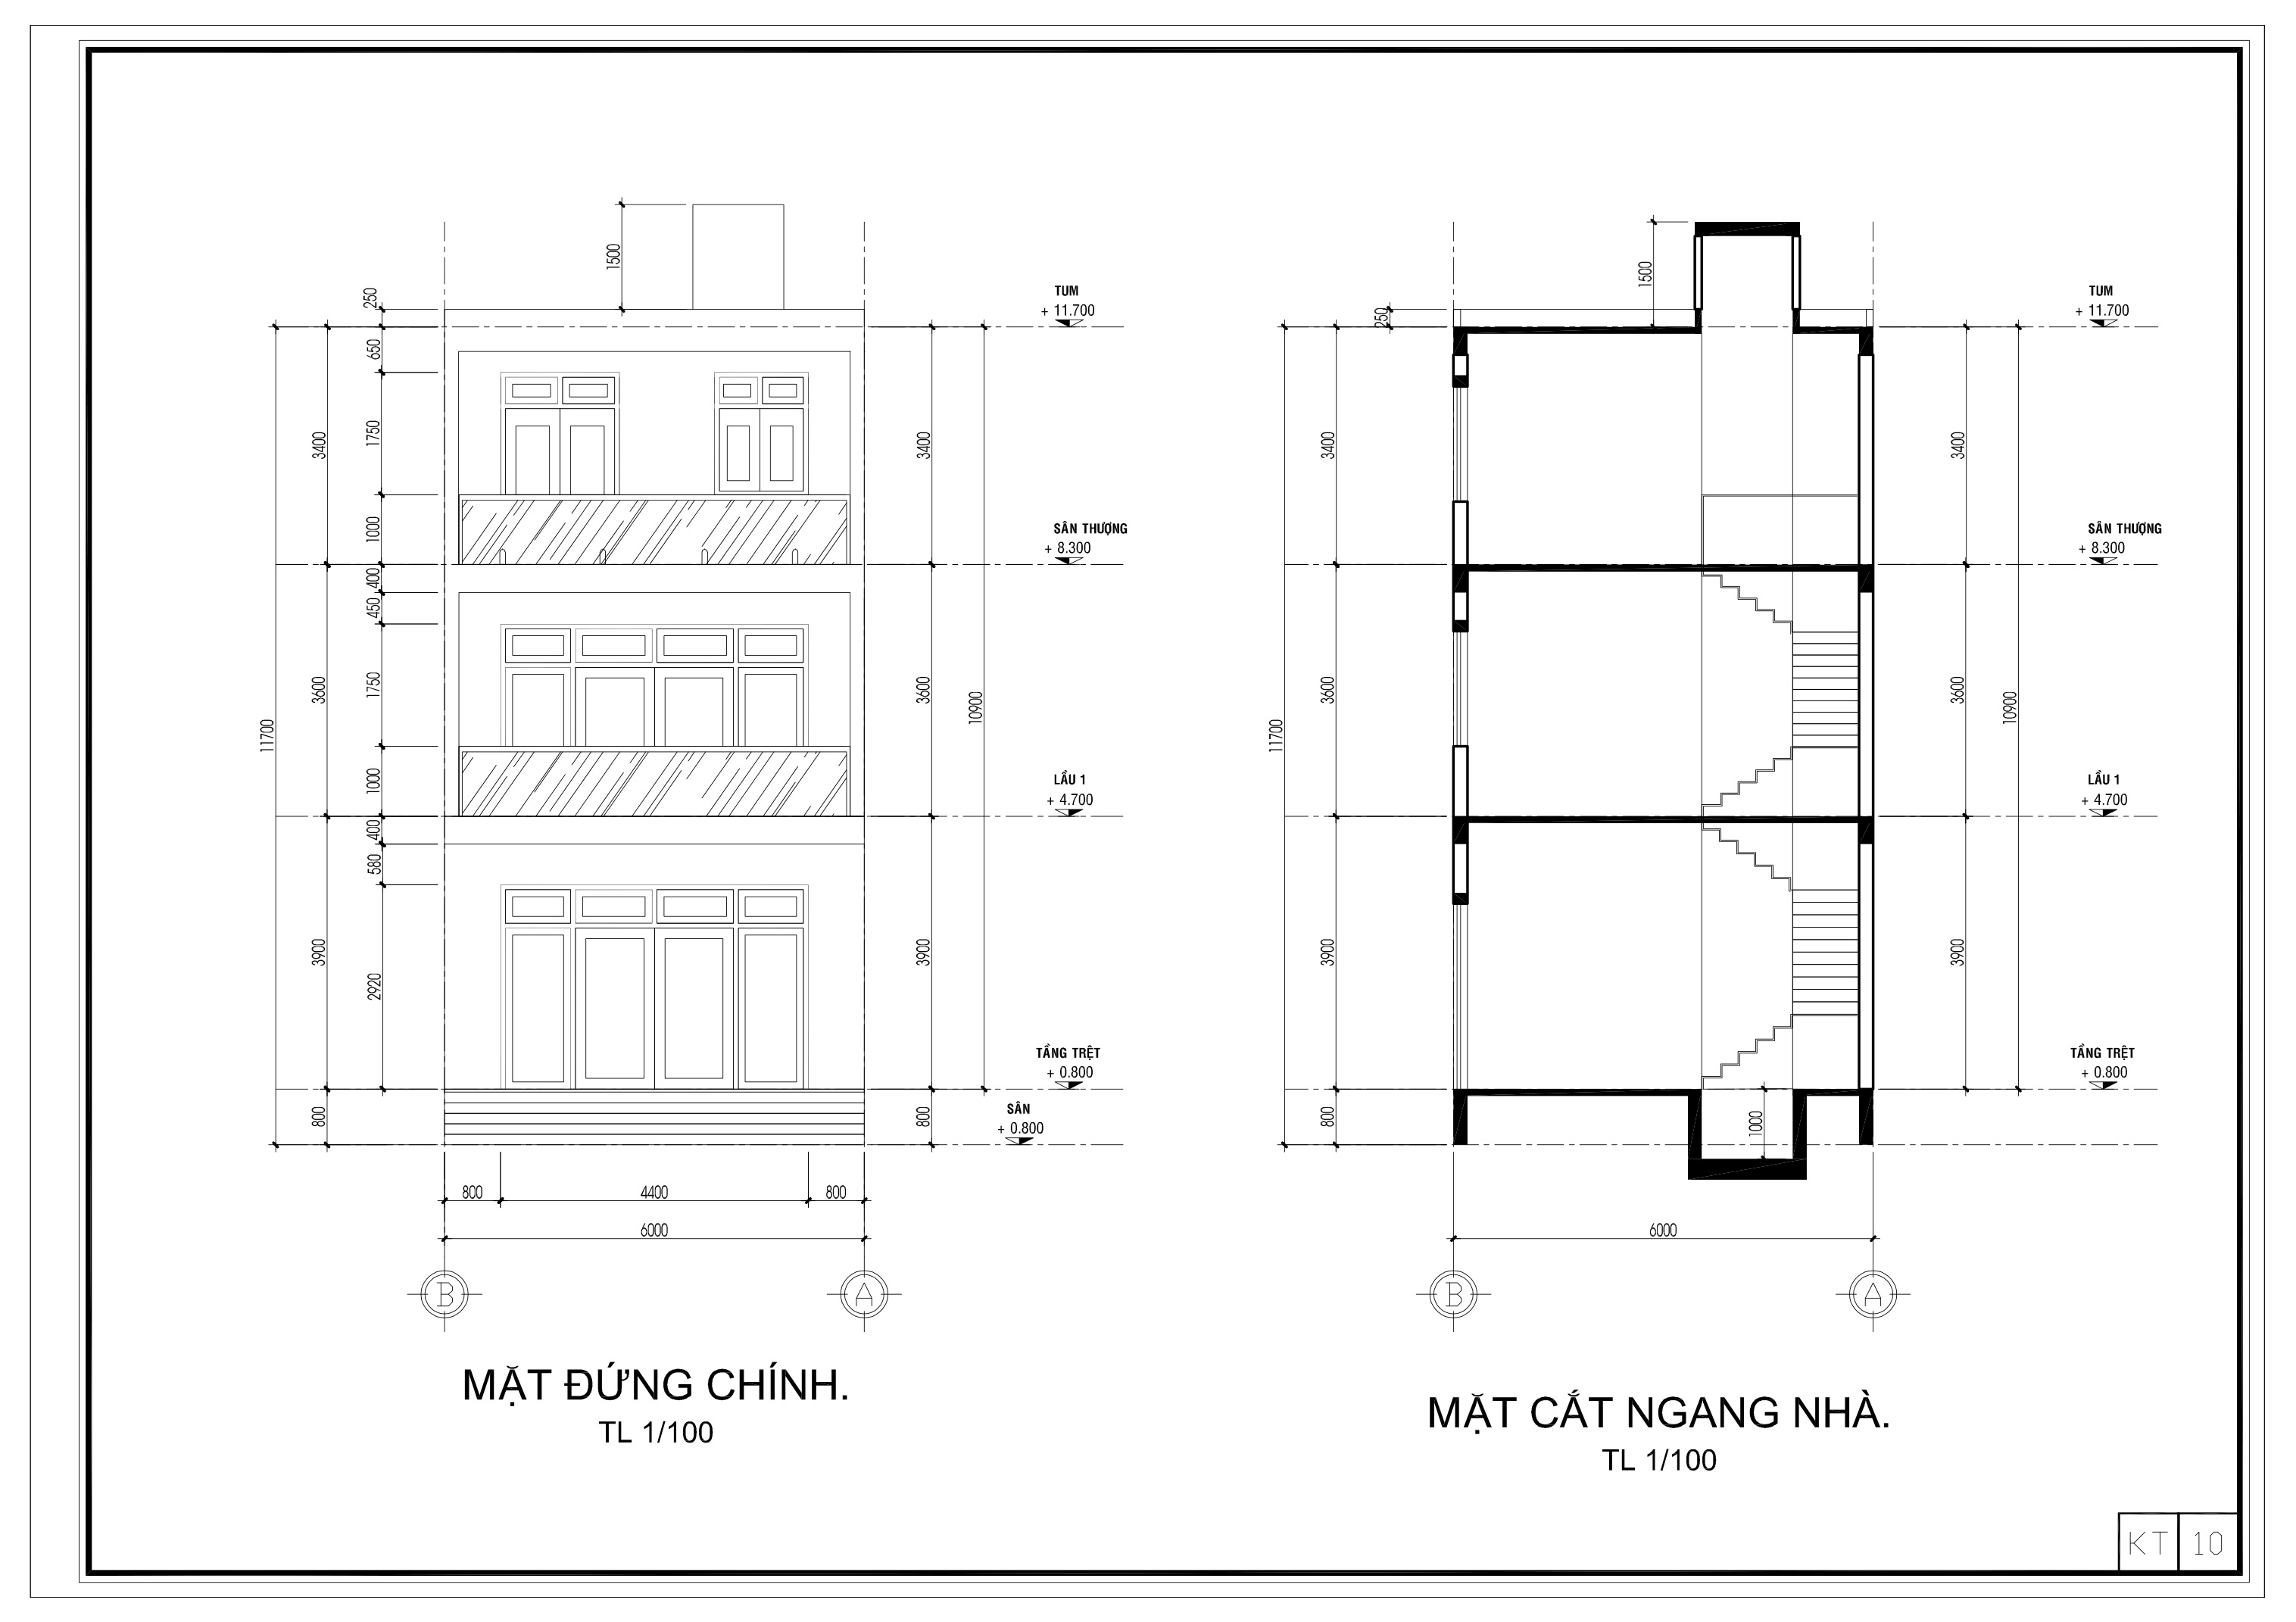 1500
250
650
1750
1000
3400
400
450
1750
1000
3600
400
580
2920
3900
800
11700
3400
3600
3900
800
10900
TUM
+ 11.700
SÂN THƯỢNG
+ 8.300
LẦU 1
+ 4.700
TẦNG TRỆT
+ 0.800
SÂN
+ 0.800
800
4400
800
6000
B
A
MẶT ĐỨNG CHÍNH.
TL 1/100
1500
250
3400
3600
3900
800
11700
1000
3400
3600
3900
10900
TUM
+ 11.700
SÂN THƯỢNG
+ 8.300
LẦU 1
+ 4.700
TẦNG TRỆT
+ 0.800
6000
B
A
MẶT CẮT NGANG NHÀ.
TL 1/100
KT 10